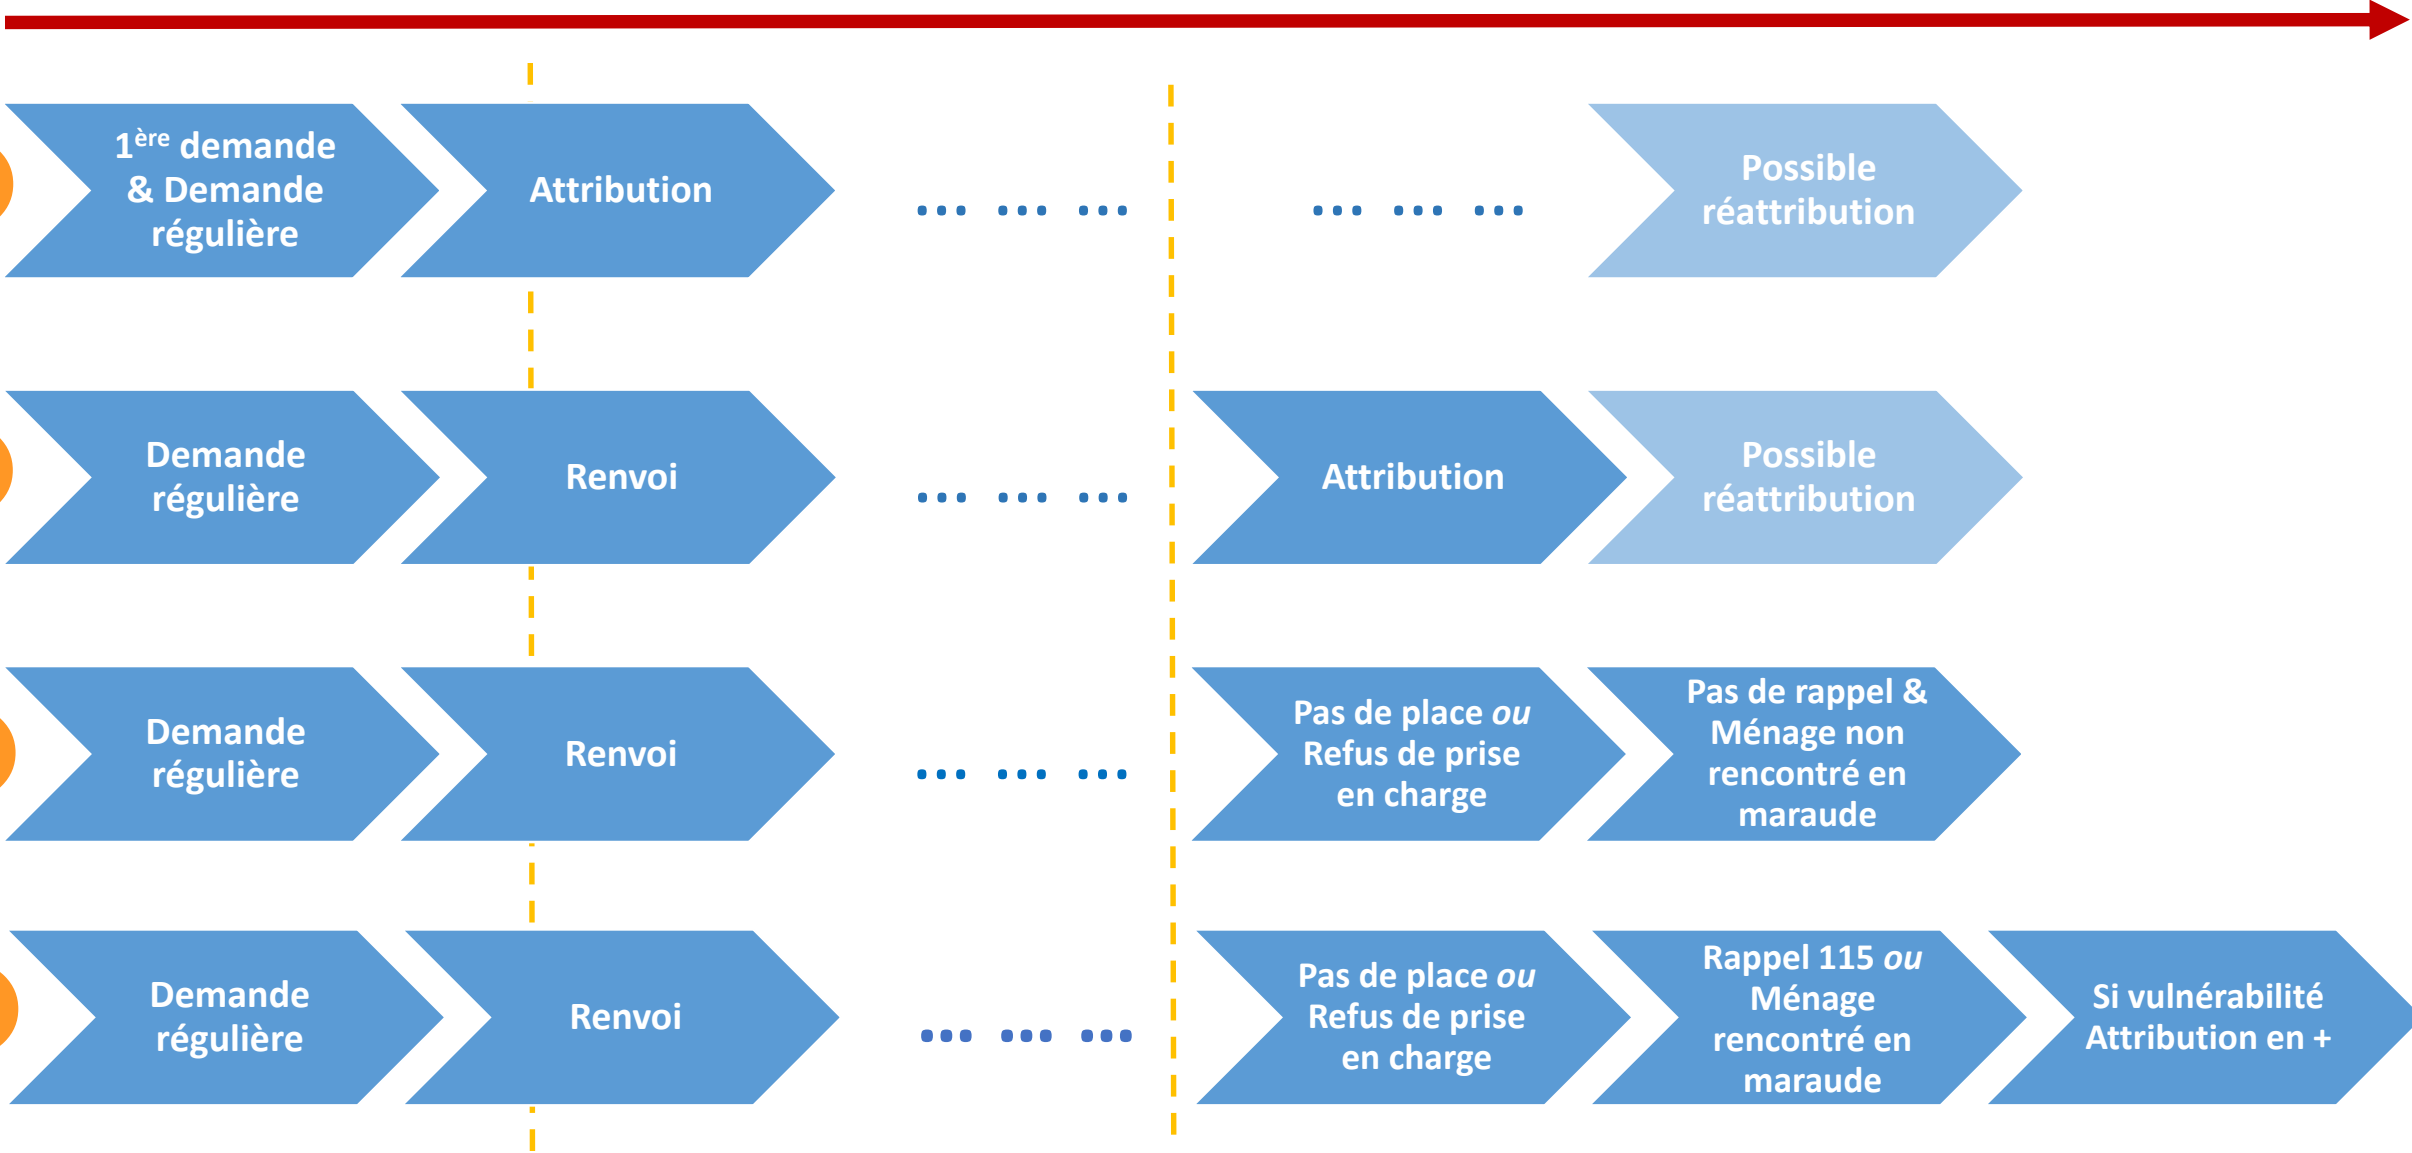 1ère demande
& Demande
régulière
Attribution
... ... ...
... ... ...
Possible
réattribution
Demande
régulière
Renvoi
... ... ...
Attribution
Possible
réattribution
Demande
régulière
Renvoi
... ... ...
Pas de place ou
Refus de prise
en charge
Pas de rappel &
Ménage non
rencontré en
maraude
Demande
régulière
Renvoi
... ... ...
Pas de place ou
Refus de prise
en charge
Rappel 115 ou
Ménage
rencontré en
maraude
Si vulnérabilité
Attribution en +